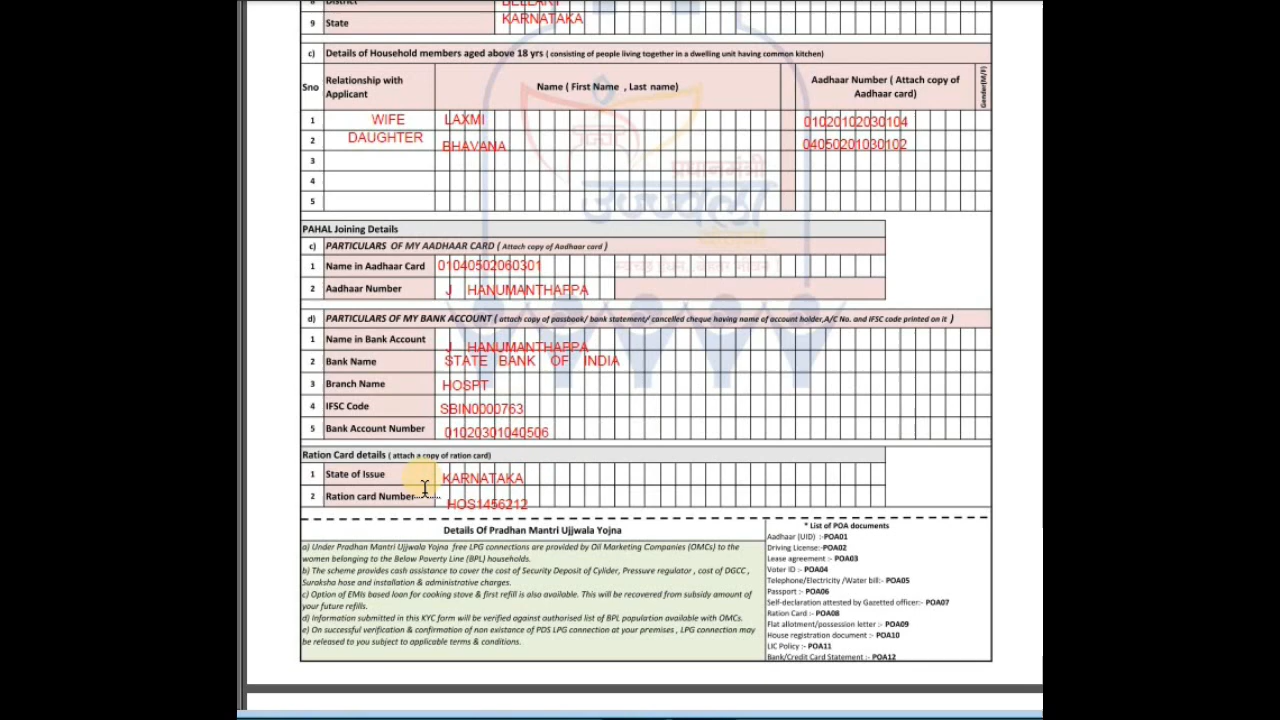 8 District BELLARY
9 State KARNATAKA
c) Details of Household members aged above 18 yrs ( consisting of people living together in a dwelling unit having common kitchen)
Sno Relationship with Applicant Name ( First Name , Last name) Aadhaar Number ( Attach copy of Aadhaar card) Gender(M/F)
1 WIFE LAXMI 01020102030104
2 DAUGHTER BHAVANA 04050201030102
3
4
5
प्रधानमंत्री
उज्ज्वला
योजना
PAHAL Joining Details
c) PARTICULARS OF MY AADHAAR CARD ( Attach copy of Aadhaar card )
1 Name in Aadhaar Card 01040502060301
2 Aadhaar Number J HANUMANTHAPPA
d) PARTICULARS OF MY BANK ACCOUNT ( attach copy of passbook/ bank statement/ cancelled cheque having name of account holder,A/C No. and IFSC code printed on it )
1 Name in Bank Account J HANUMANTHAPPA
2 Bank Name STATE BANK OF INDIA
3 Branch Name HOSPT
4 IFSC Code SBIN0000763
5 Bank Account Number 01020301040506
Ration Card details ( attach a copy of ration card)
1 State of Issue KARNATAKA
2 Ration card Number HOS1456212
Details Of Pradhan Mantri Ujjwala Yojna
a) Under Pradhan Mantri Ujjwala Yojna free LPG connections are provided by Oil Marketing Companies (OMCs) to the
women belonging to the Below Poverty Line (BPL) households.
b) The scheme provides cash assistance to cover the cost of Security Deposit of Cylider, Pressure regulator , cost of DGCC ,
Suraksha hose and installation & administrative charges.
c) Option of EMIs based loan for cooking stove & first refill is also available. This will be recovered from subsidy amount of
your future refills.
d) Information submitted in this KYC form will be verified against authorised list of BPL population available with OMCs.
e) On successful verification & confirmation of non existance of PDS LPG connection at your premises , LPG connection may
be released to you subject to applicable terms & conditions.
* List of POA documents
Aadhaar (UID) :-POA01
Driving License:-POA02
Lease agreement :- POA03
Voter ID :- POA04
Telephone/Electricity /Water bill:- POA05
Passport :- POA06
Self-declaration attested by Gazetted officer:- POA07
Ration Card :- POA08
Flat allotment/possession letter :- POA09
House registration document :- POA10
LIC Policy :- POA11
Bank/Credit Card Statement :- POA12